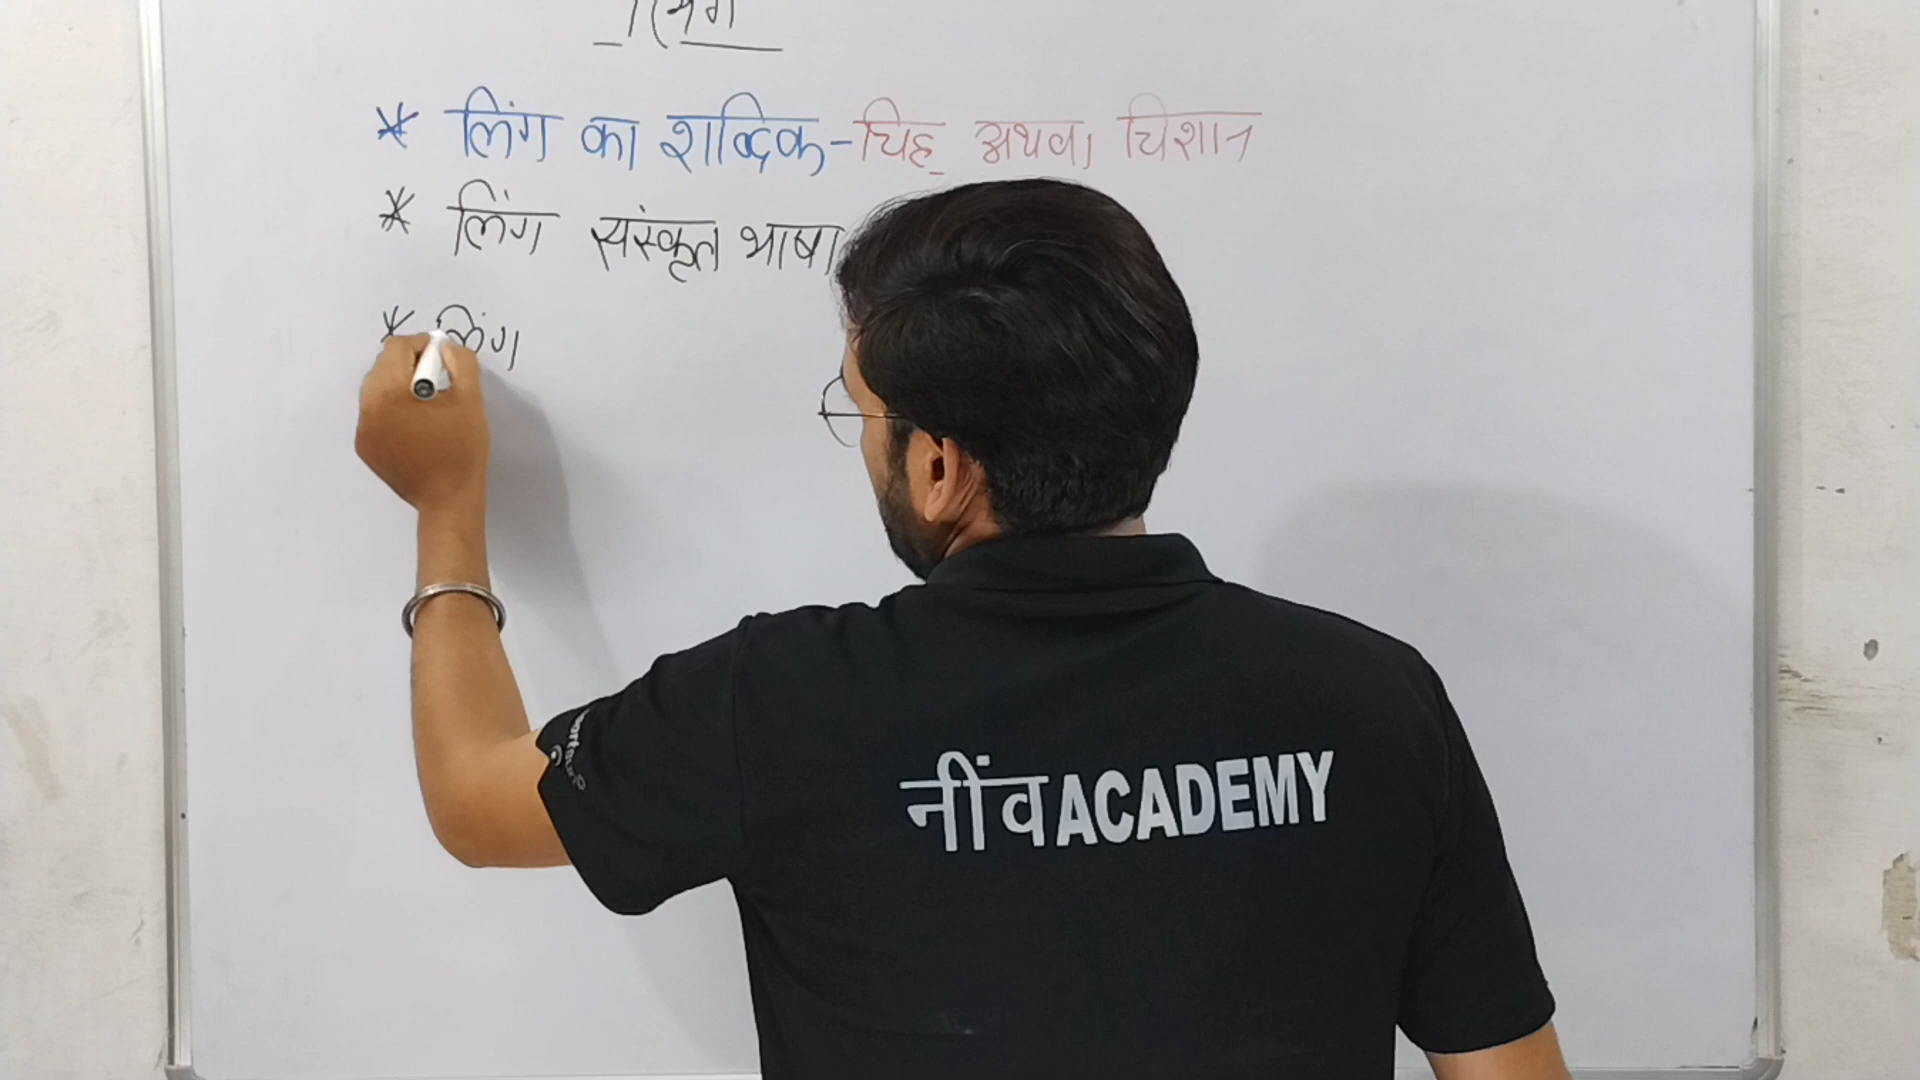 लिंग
* लिंग का शाब्दिक-चिह्न अथवा चिशान
* लिंग संस्कृत भाषा
* लिंग
नींव ACADEMY